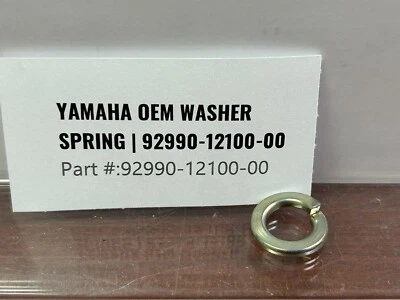 YAMAHA OEM WASHER
SPRING | 92990-12100-00
Part #:92990-12100-00